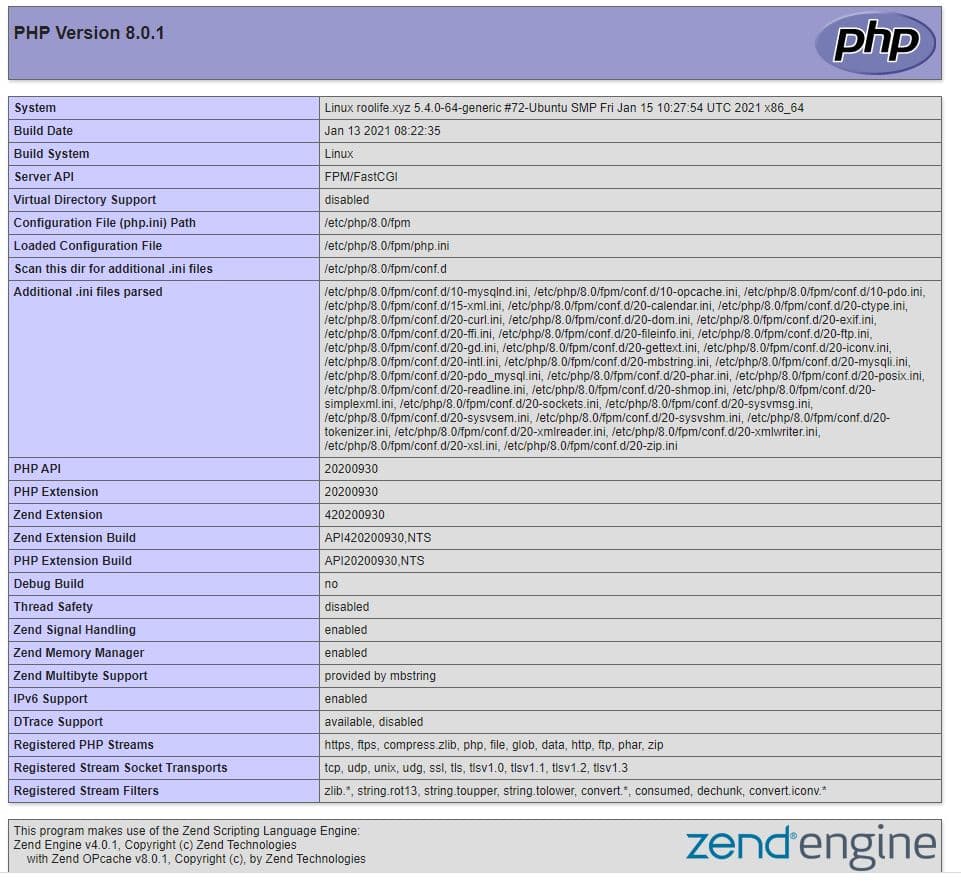 PHP Version 8.0.1
php
System Linux roolife.xyz 5.4.0-64-generic #72-Ubuntu SMP Fri Jan 15 10:27:54 UTC 2021 x86_64
Build Date Jan 13 2021 08:22:35
Build System Linux
Server API FPM/FastCGI
Virtual Directory Support disabled
Configuration File (php.ini) Path /etc/php/8.0/fpm
Loaded Configuration File /etc/php/8.0/fpm/php.ini
Scan this dir for additional .ini files /etc/php/8.0/fpm/conf.d
Additional .ini files parsed /etc/php/8.0/fpm/conf.d/10-mysqlnd.ini, /etc/php/8.0/fpm/conf.d/10-opcache.ini, /etc/php/8.0/fpm/conf.d/10-pdo.ini,
/etc/php/8.0/fpm/conf.d/15-xml.ini, /etc/php/8.0/fpm/conf.d/20-calendar.ini, /etc/php/8.0/fpm/conf.d/20-ctype.ini,
/etc/php/8.0/fpm/conf.d/20-curl.ini, /etc/php/8.0/fpm/conf.d/20-dom.ini, /etc/php/8.0/fpm/conf.d/20-exif.ini,
/etc/php/8.0/fpm/conf.d/20-ffi.ini, /etc/php/8.0/fpm/conf.d/20-fileinfo.ini, /etc/php/8.0/fpm/conf.d/20-ftp.ini,
/etc/php/8.0/fpm/conf.d/20-gd.ini, /etc/php/8.0/fpm/conf.d/20-gettext.ini, /etc/php/8.0/fpm/conf.d/20-iconv.ini,
/etc/php/8.0/fpm/conf.d/20-intl.ini, /etc/php/8.0/fpm/conf.d/20-mbstring.ini, /etc/php/8.0/fpm/conf.d/20-mysqli.ini,
/etc/php/8.0/fpm/conf.d/20-pdo_mysql.ini, /etc/php/8.0/fpm/conf.d/20-phar.ini, /etc/php/8.0/fpm/conf.d/20-posix.ini,
/etc/php/8.0/fpm/conf.d/20-readline.ini, /etc/php/8.0/fpm/conf.d/20-shmop.ini, /etc/php/8.0/fpm/conf.d/20-
simplexml.ini, /etc/php/8.0/fpm/conf.d/20-sockets.ini, /etc/php/8.0/fpm/conf.d/20-sysvmsg.ini,
/etc/php/8.0/fpm/conf.d/20-sysvsem.ini, /etc/php/8.0/fpm/conf.d/20-sysvshm.ini, /etc/php/8.0/fpm/conf.d/20-
tokenizer.ini, /etc/php/8.0/fpm/conf.d/20-xmlreader.ini, /etc/php/8.0/fpm/conf.d/20-xmlwriter.ini,
/etc/php/8.0/fpm/conf.d/20-xsl.ini, /etc/php/8.0/fpm/conf.d/20-zip.ini
PHP API 20200930
PHP Extension 20200930
Zend Extension 420200930
Zend Extension Build API420200930,NTS
PHP Extension Build API20200930,NTS
Debug Build no
Thread Safety disabled
Zend Signal Handling enabled
Zend Memory Manager enabled
Zend Multibyte Support provided by mbstring
IPv6 Support enabled
DTrace Support available, disabled
Registered PHP Streams https, ftps, compress.zlib, php, file, glob, data, http, ftp, phar, zip
Registered Stream Socket Transports tcp, udp, unix, udg, ssl, tls, tlsv1.0, tlsv1.1, tlsv1.2, tlsv1.3
Registered Stream Filters zlib.*, string.rot13, string.toupper, string.tolower, convert.*, consumed, dechunk, convert.iconv.*
This program makes use of the Zend Scripting Language Engine:
Zend Engine v4.0.1, Copyright (c) Zend Technologies
with Zend OPcache v8.0.1, Copyright (c), by Zend Technologies
zend® engine